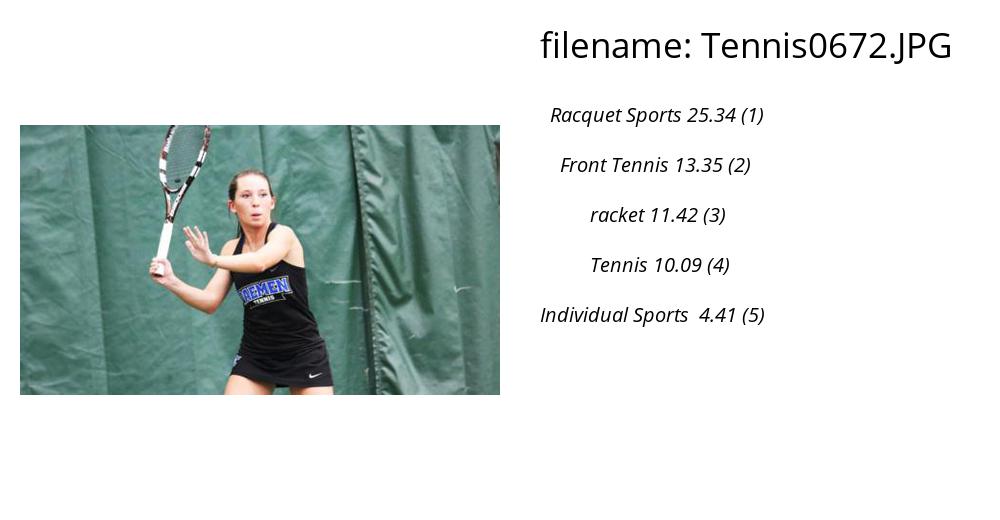 filename: Tennis0672.JPG
Racquet Sports 25.34 (1)
Front Tennis 13.35 (2)
racket 11.42 (3)
Tennis 10.09 (4)
Individual Sports 4.41 (5)
TENNIS